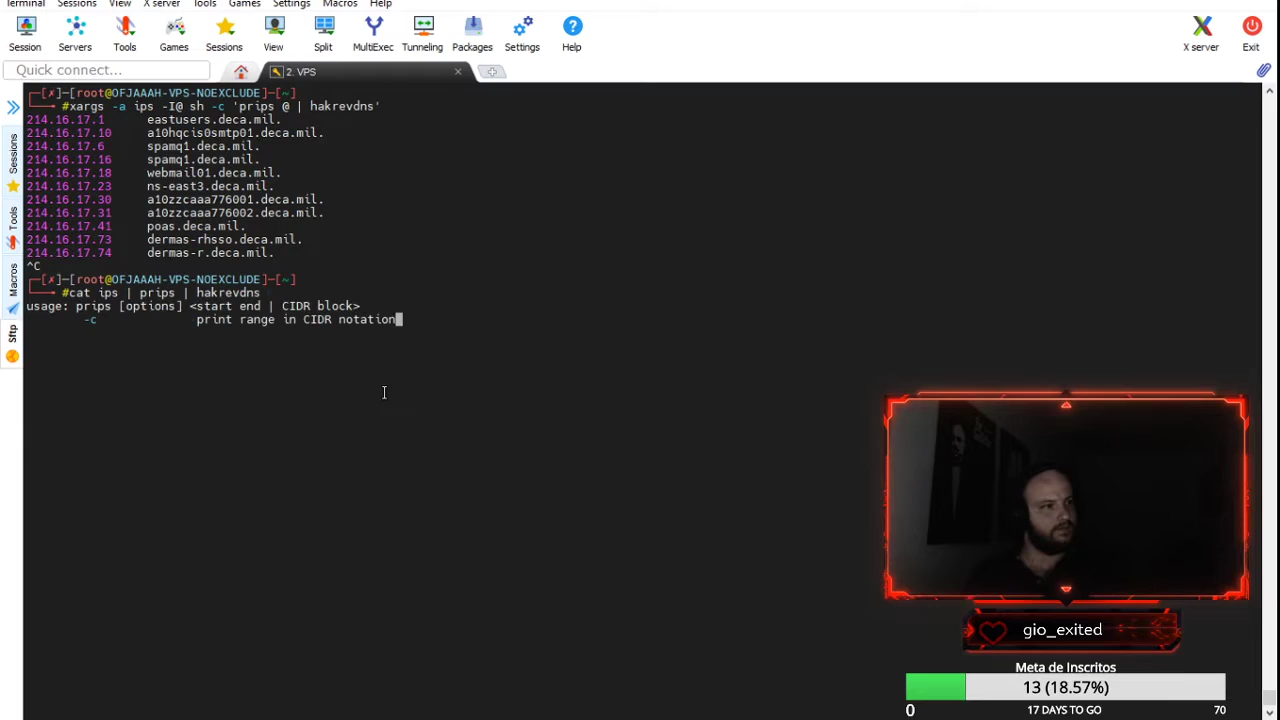 Terminal Sessions View X server Tools Games Settings Macros Help
Session Servers Tools Games Sessions View Split MultiExec Tunneling Packages Settings Help X server Exit
Quick connect... 2. VPS
Sessions
Tools
Macros
Sftp
┌─[✗]─[root@OFJAAAH-VPS-NOEXCLUDE]─[~]
└──╼ #xargs -a ips -I@ sh -c 'prips @ | hakrevdns'
214.16.17.1 eastusers.deca.mil.
214.16.17.10 a10hqcis0smtp01.deca.mil.
214.16.17.6 spamq1.deca.mil.
214.16.17.16 spamq1.deca.mil.
214.16.17.18 webmail01.deca.mil.
214.16.17.23 ns-east3.deca.mil.
214.16.17.30 a10zzcaaa776001.deca.mil.
214.16.17.31 a10zzcaaa776002.deca.mil.
214.16.17.41 poas.deca.mil.
214.16.17.73 dermas-rhsso.deca.mil.
214.16.17.74 dermas-r.deca.mil.
^C
┌─[✗]─[root@OFJAAAH-VPS-NOEXCLUDE]─[~]
└──╼ #cat ips | prips | hakrevdns
usage: prips [options] <start end | CIDR block>
-c print range in CIDR notation
gio_exited
Meta de Inscritos
13 (18.57%)
0 17 DAYS TO GO 70